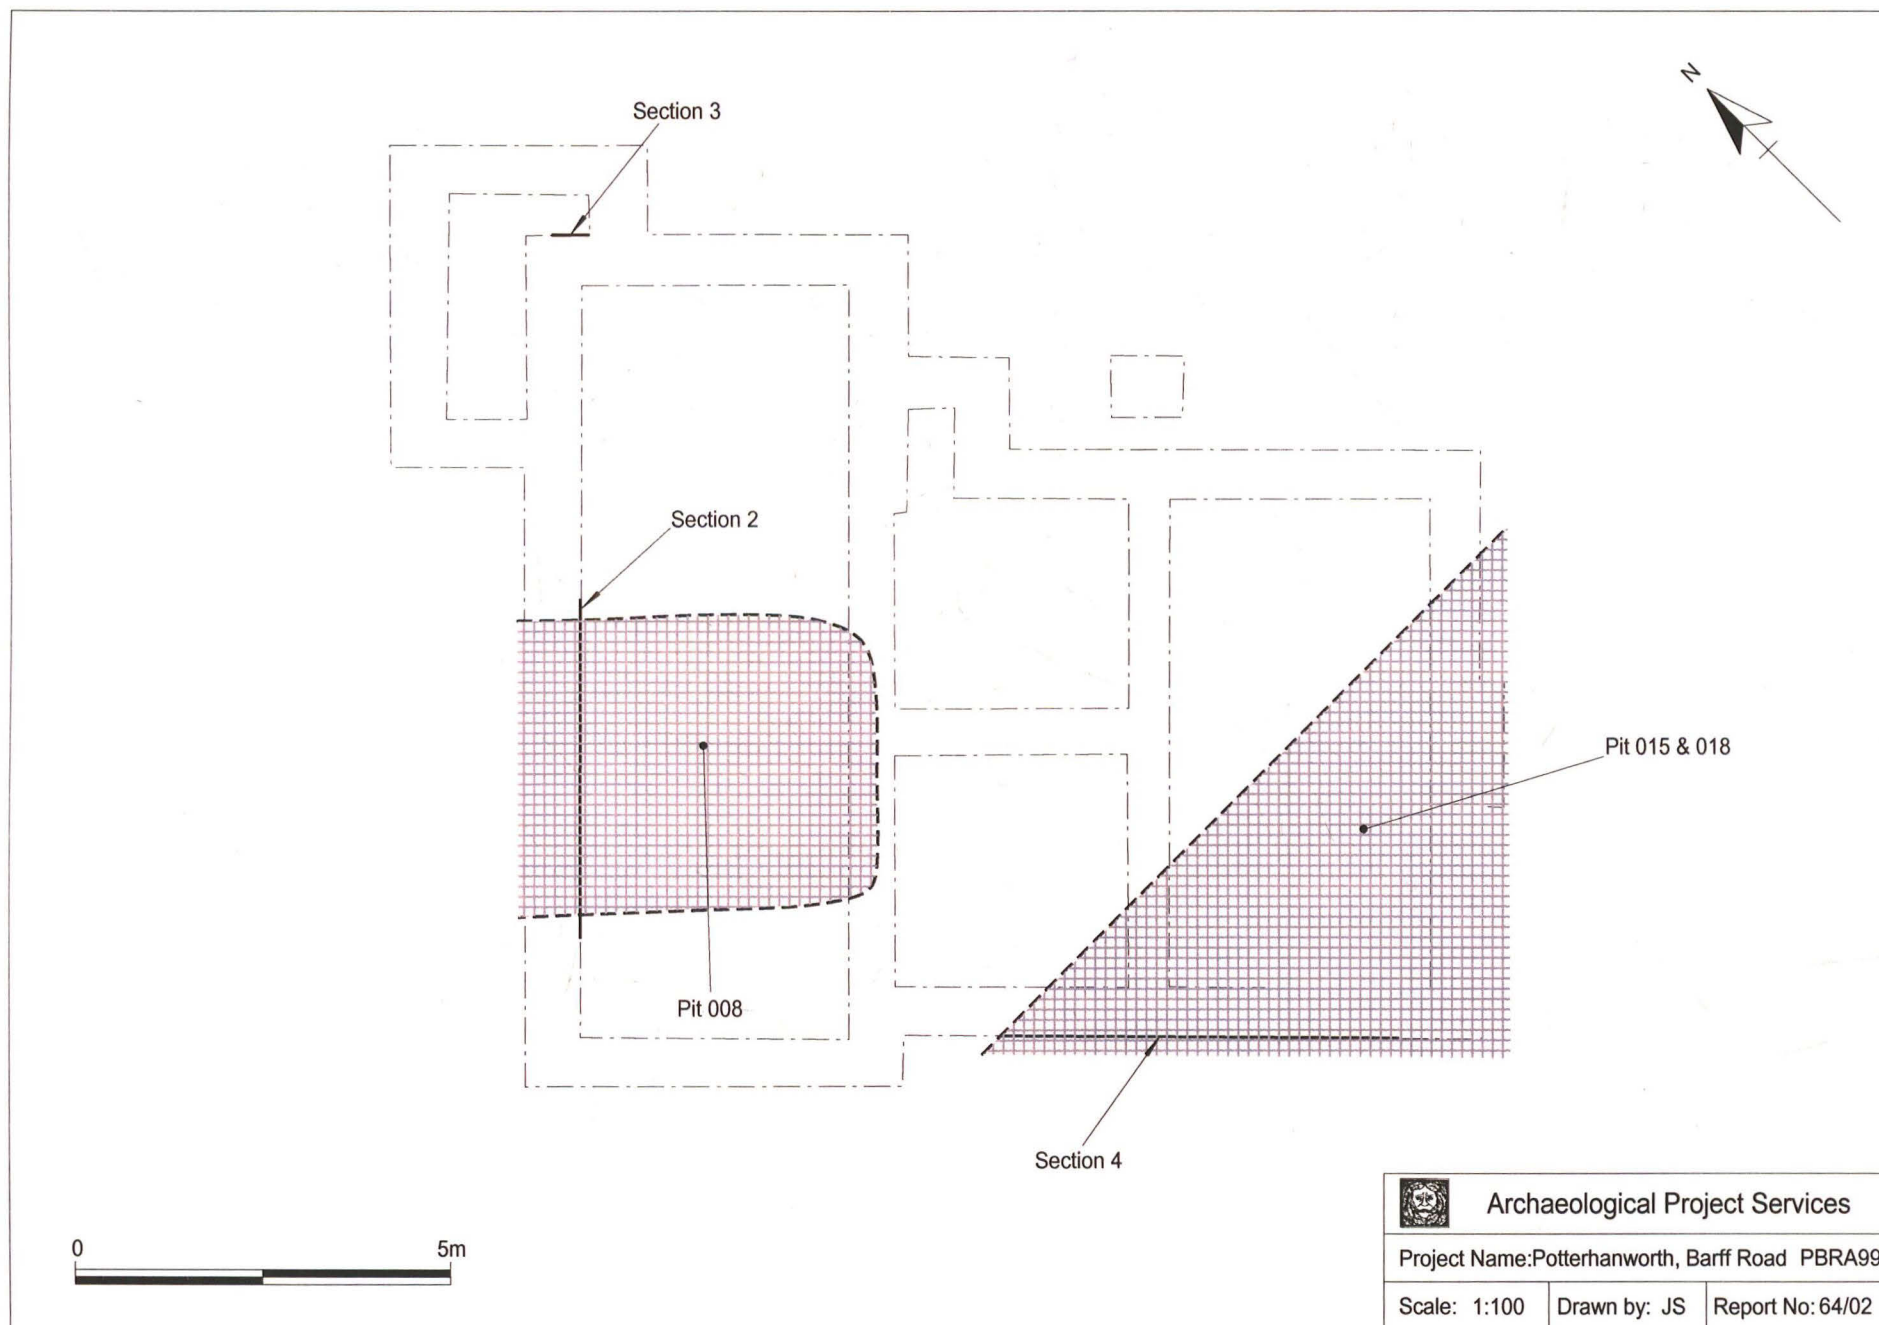 N
Section 3
Section 2
Pit 015 & 018
Pit 008
Section 4
0 5m
Archaeological Project Services
Project Name:Potterhanworth, Barff Road PBRA99
Scale: 1:100 Drawn by: JS Report No: 64/02